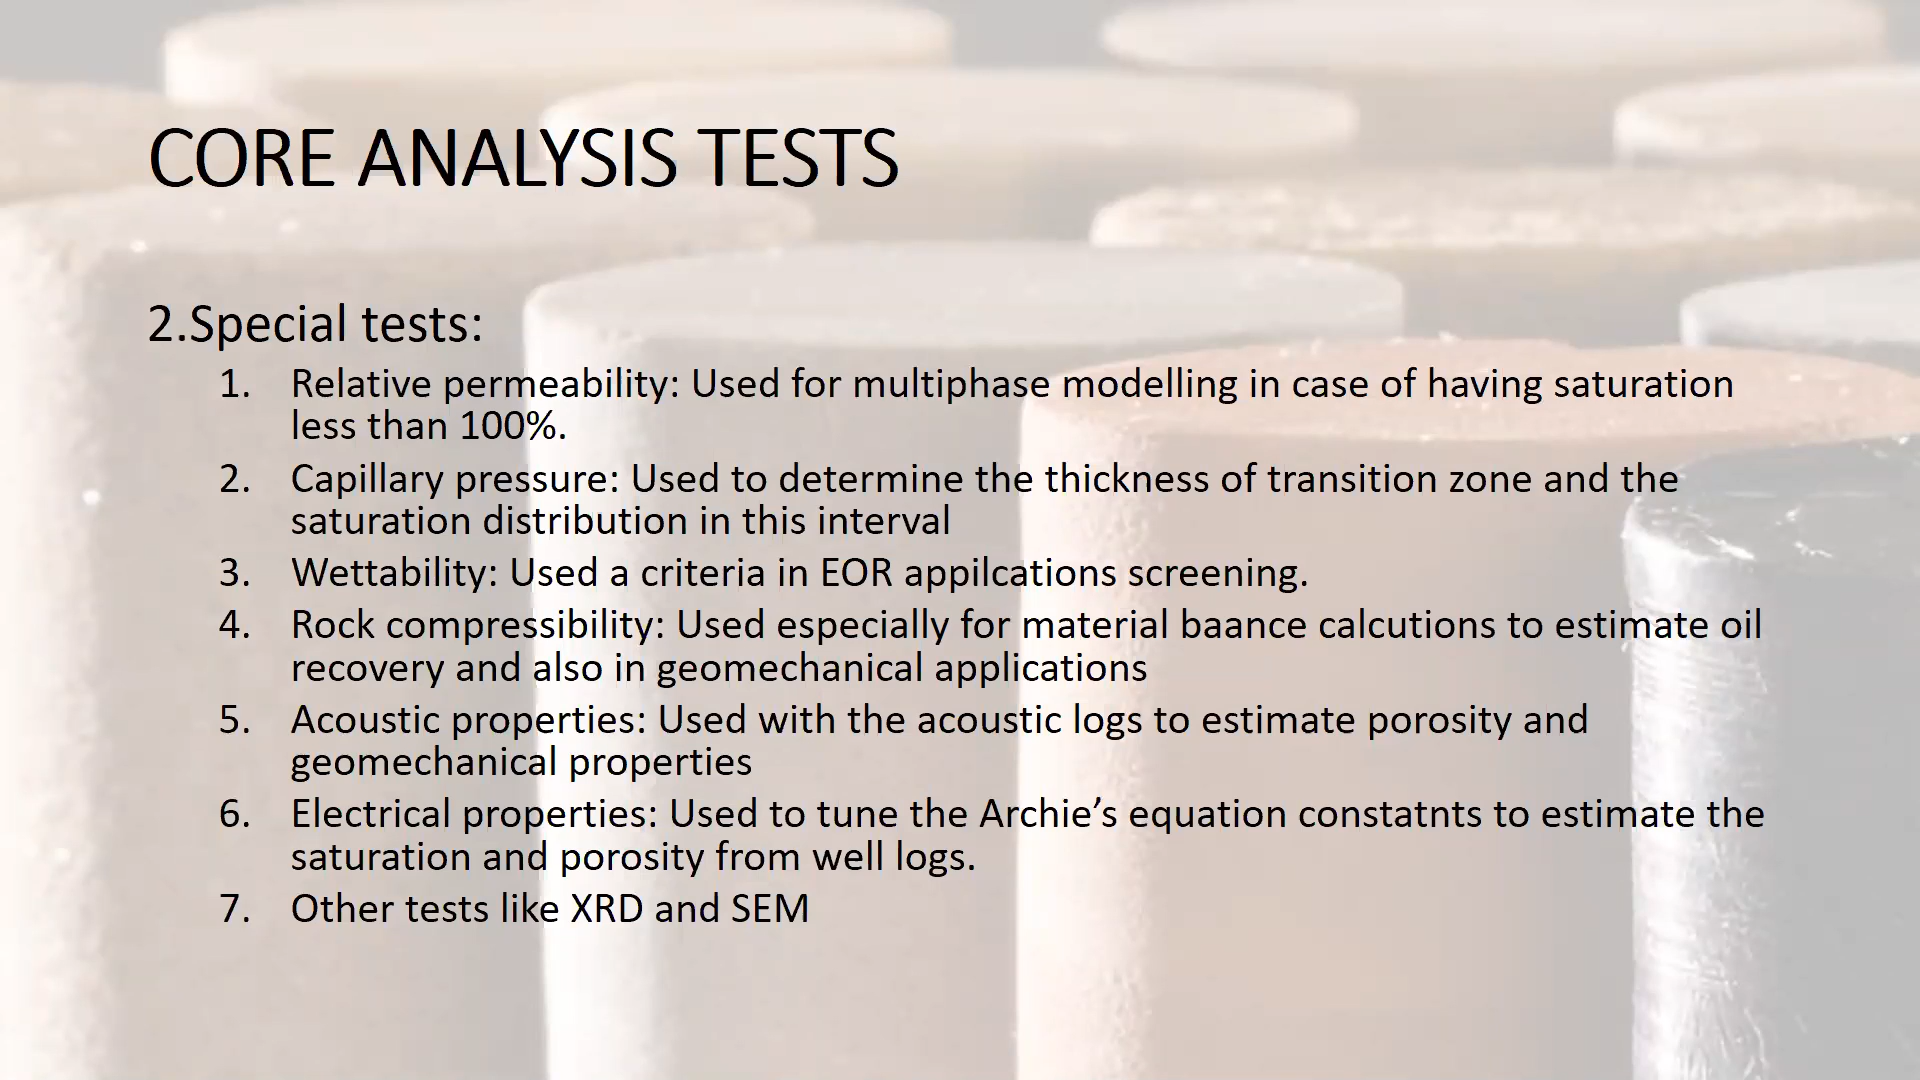 CORE ANALYSIS TESTS
2.Special tests:
1. Relative permeability: Used for multiphase modelling in case of having saturation
less than 100%.
2. Capillary pressure: Used to determine the thickness of transition zone and the
saturation distribution in this interval
3. Wettability: Used a criteria in EOR appilcations screening.
4. Rock compressibility: Used especially for material baance calcutions to estimate oil
recovery and also in geomechanical applications
5. Acoustic properties: Used with the acoustic logs to estimate porosity and
geomechanical properties
6. Electrical properties: Used to tune the Archie’s equation constatnts to estimate the
saturation and porosity from well logs.
7. Other tests like XRD and SEM